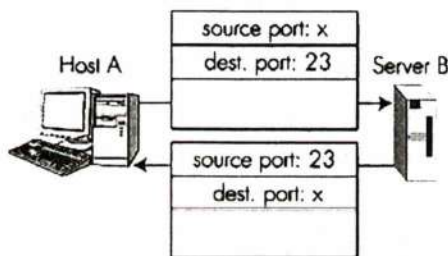 source port: x
Host A
dest. port: 23
Server B
source port: 23
dest. port: x